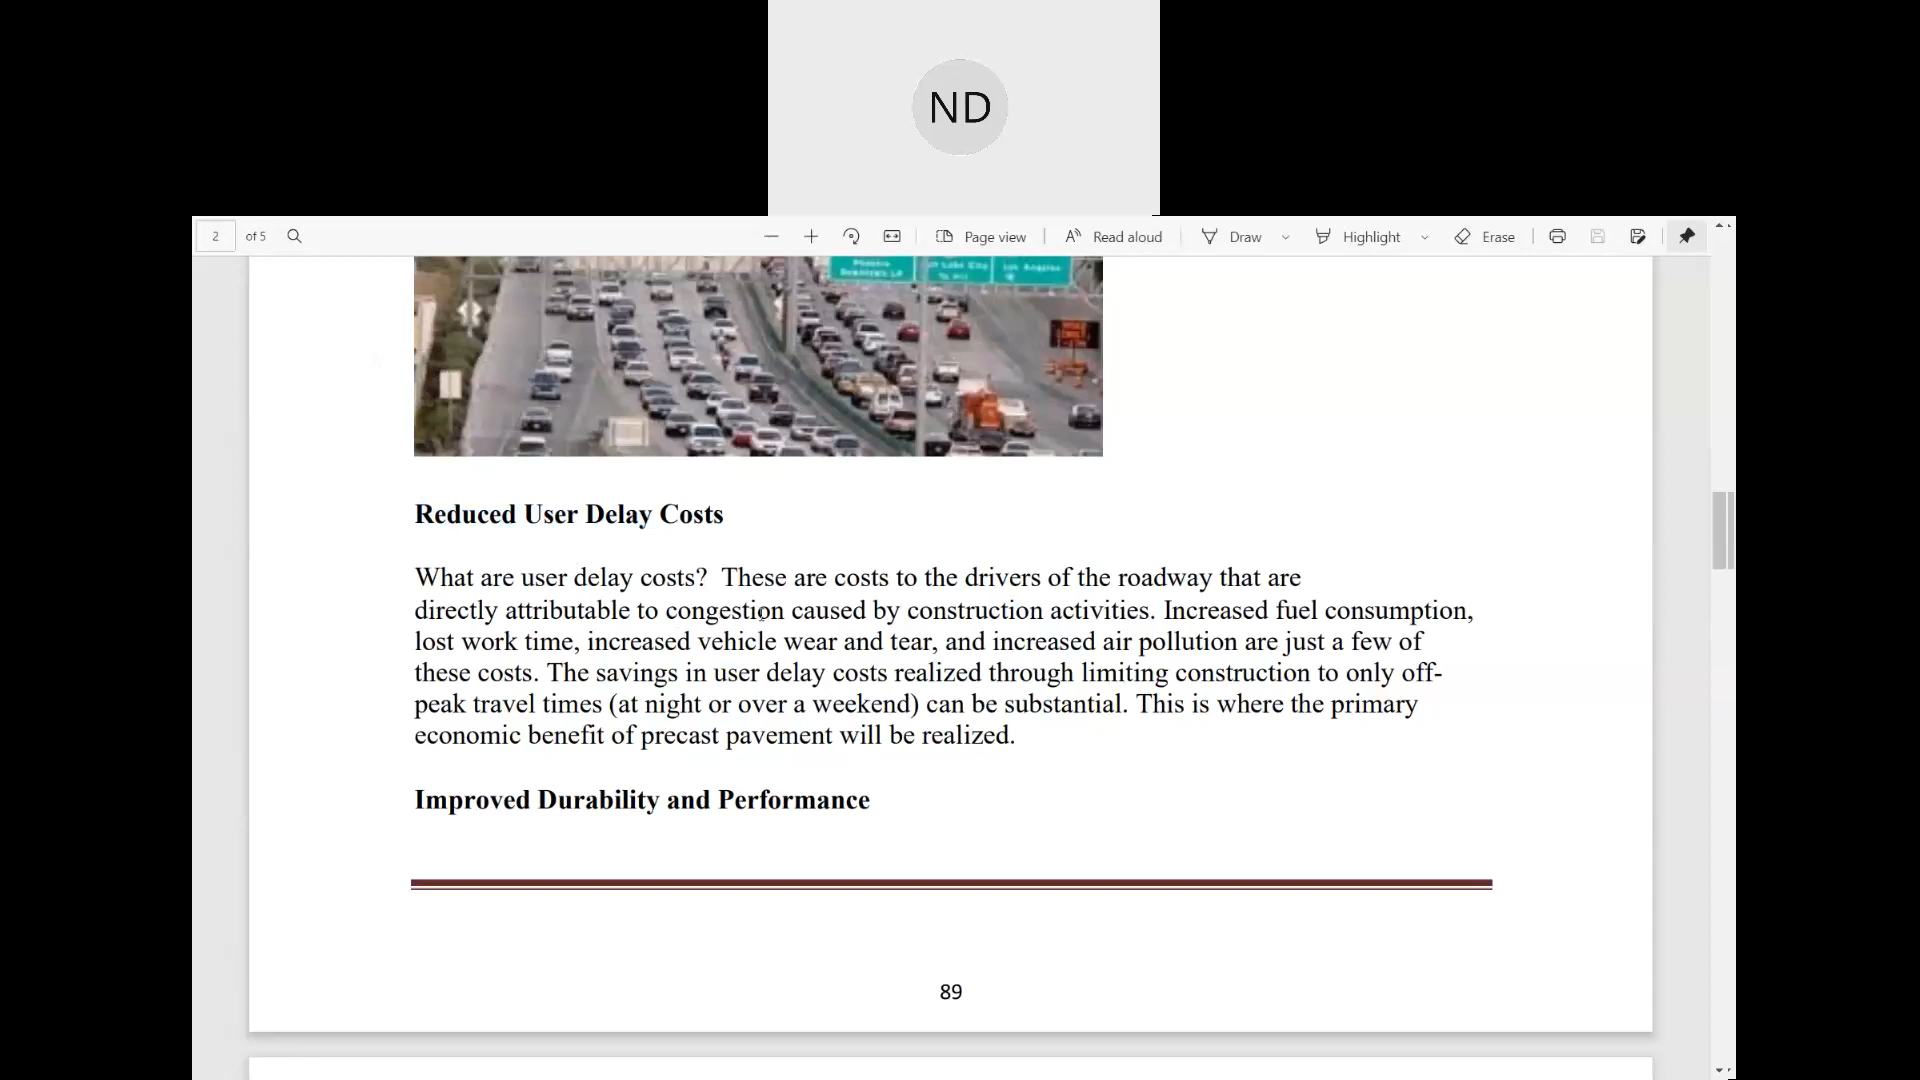 ND
2 of 5
Page view
Read aloud
Draw
Highlight
Erase
Reduced User Delay Costs
What are user delay costs?  These are costs to the drivers of the roadway that are
directly attributable to congestion caused by construction activities. Increased fuel consumption,
lost work time, increased vehicle wear and tear, and increased air pollution are just a few of
these costs. The savings in user delay costs realized through limiting construction to only off-
peak travel times (at night or over a weekend) can be substantial. This is where the primary
economic benefit of precast pavement will be realized.
Improved Durability and Performance
89